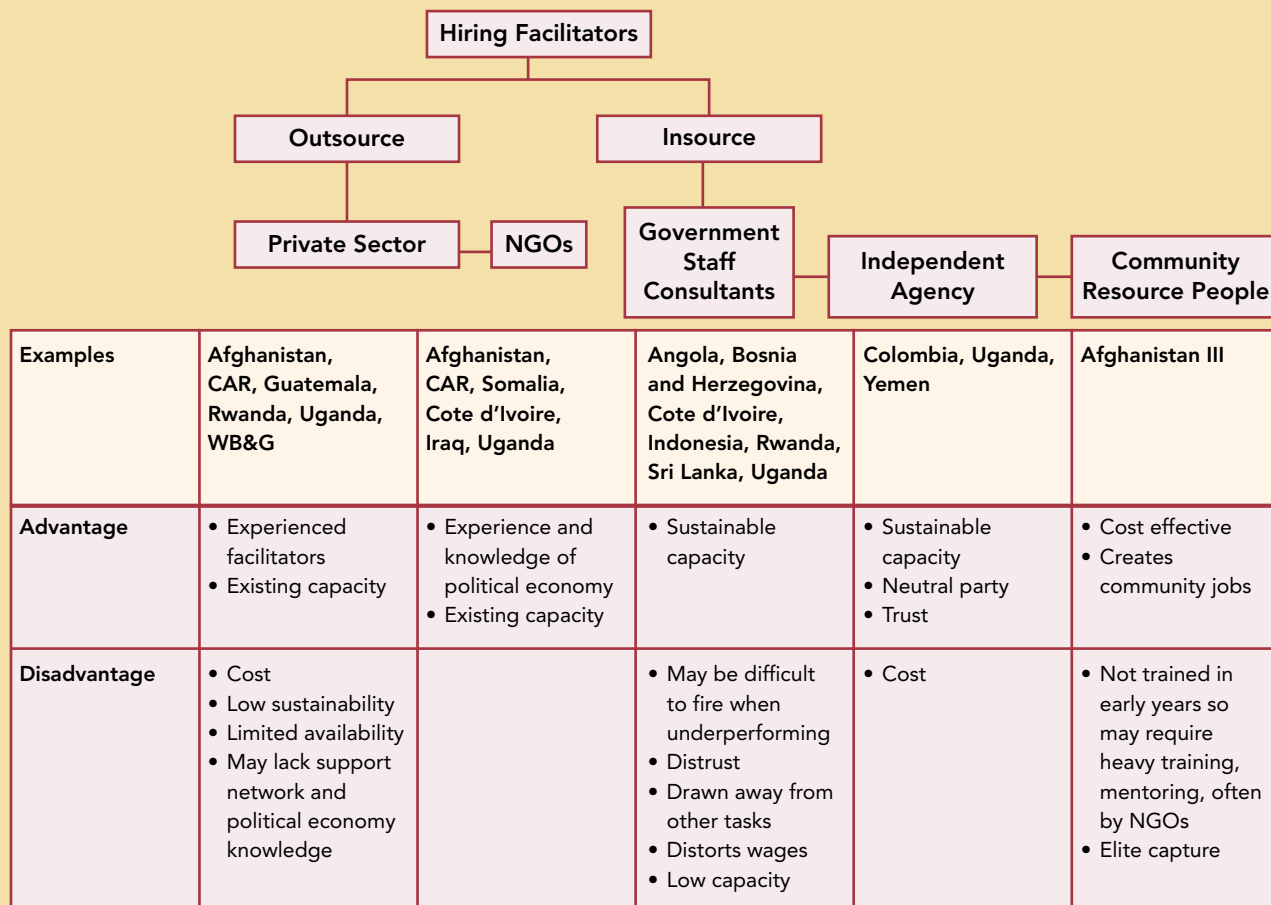 Hiring Facilitators
Outsource
Insource
Private Sector
NGOs
Government
Staff
Consultants
Independent
Agency
Community
Resource People
Examples
Afghanistan,
CAR, Guatemala,
Rwanda, Uganda,
WB&G
Afghanistan,
CAR, Somalia,
Cote d’Ivoire,
Iraq, Uganda
Angola, Bosnia
and Herzegovina,
Cote d’Ivoire,
Indonesia, Rwanda,
Sri Lanka, Uganda
Colombia, Uganda,
Yemen
Afghanistan III
Advantage
• Experienced
facilitators
• Existing capacity
• Experience and
knowledge of
political economy
• Existing capacity
• Sustainable
capacity
• Sustainable
capacity
• Neutral party
• Trust
• Cost effective
• Creates
community jobs
Disadvantage
• Cost
• Low sustainability
• Limited availability
• May lack support
network and
political economy
knowledge
• May be difficult
to fire when
underperforming
• Distrust
• Drawn away from
other tasks
• Distorts wages
• Low capacity
• Cost
• Not trained in
early years so
may require
heavy training,
mentoring, often
by NGOs
• Elite capture